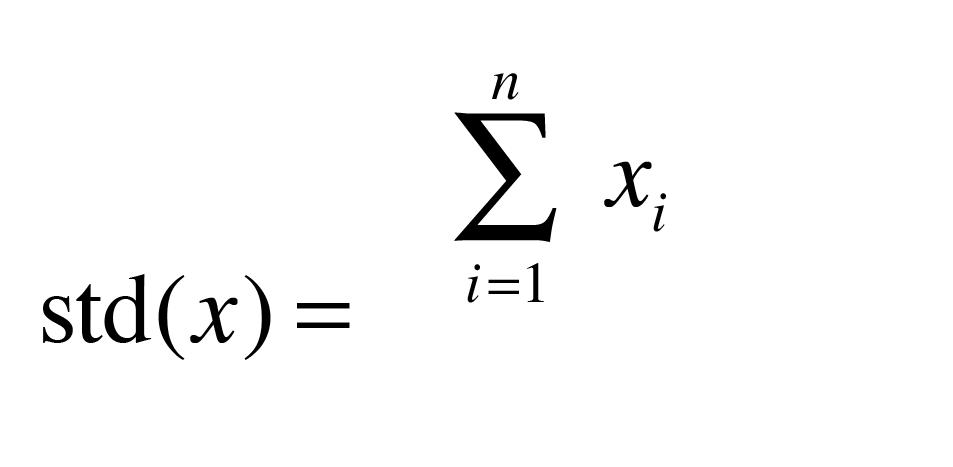 std(x) = ∑_{i=1}^{n} x_i